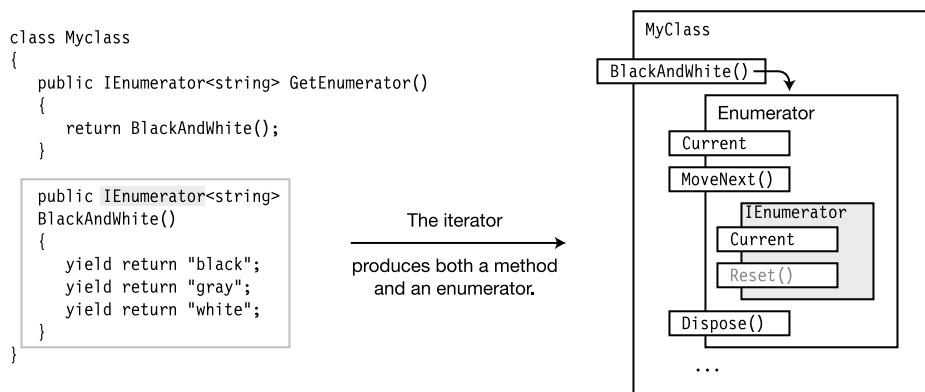 class Myclass
{
public IEnumerator<string> GetEnumerator()
{
return BlackAndWhite();
}
public IEnumerator<string>
BlackAndWhite()
{
yield return "black";
yield return "gray";
yield return "white";
}
}
The iterator
produces both a method
and an enumerator.
MyClass
BlackAndWhite()
Enumerator
Current
MoveNext()
IEnumerator
Current
Reset()
Dispose()
...